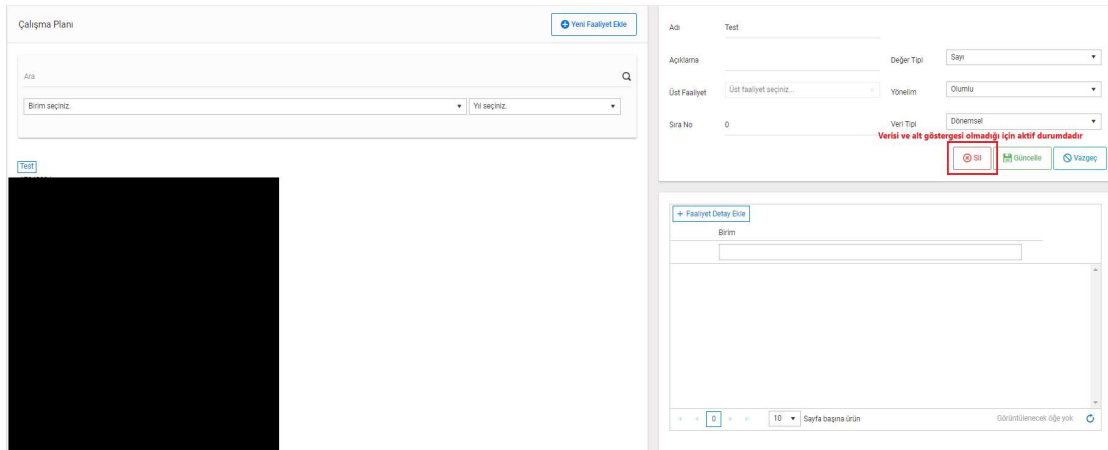 Çalışma Planı
Yeni Faaliyet Ekle
Ara
Birim seçiniz.
Yıl seçiniz.
Test
Adı Test
Açıklama
Değer Tipi Sayı
Üst Faaliyet Üst faaliyet seçiniz...
Yönelim Olumlu
Sıra No 0
Veri Tipi Dönemsel
Verisi ve alt göstergesi olmadığı için aktif durumdadır
Sil Güncelle Vazgeç
+ Faaliyet Detay Ekle
Birim
0 10 Sayfa başına ürün Görüntülenecek öğe yok